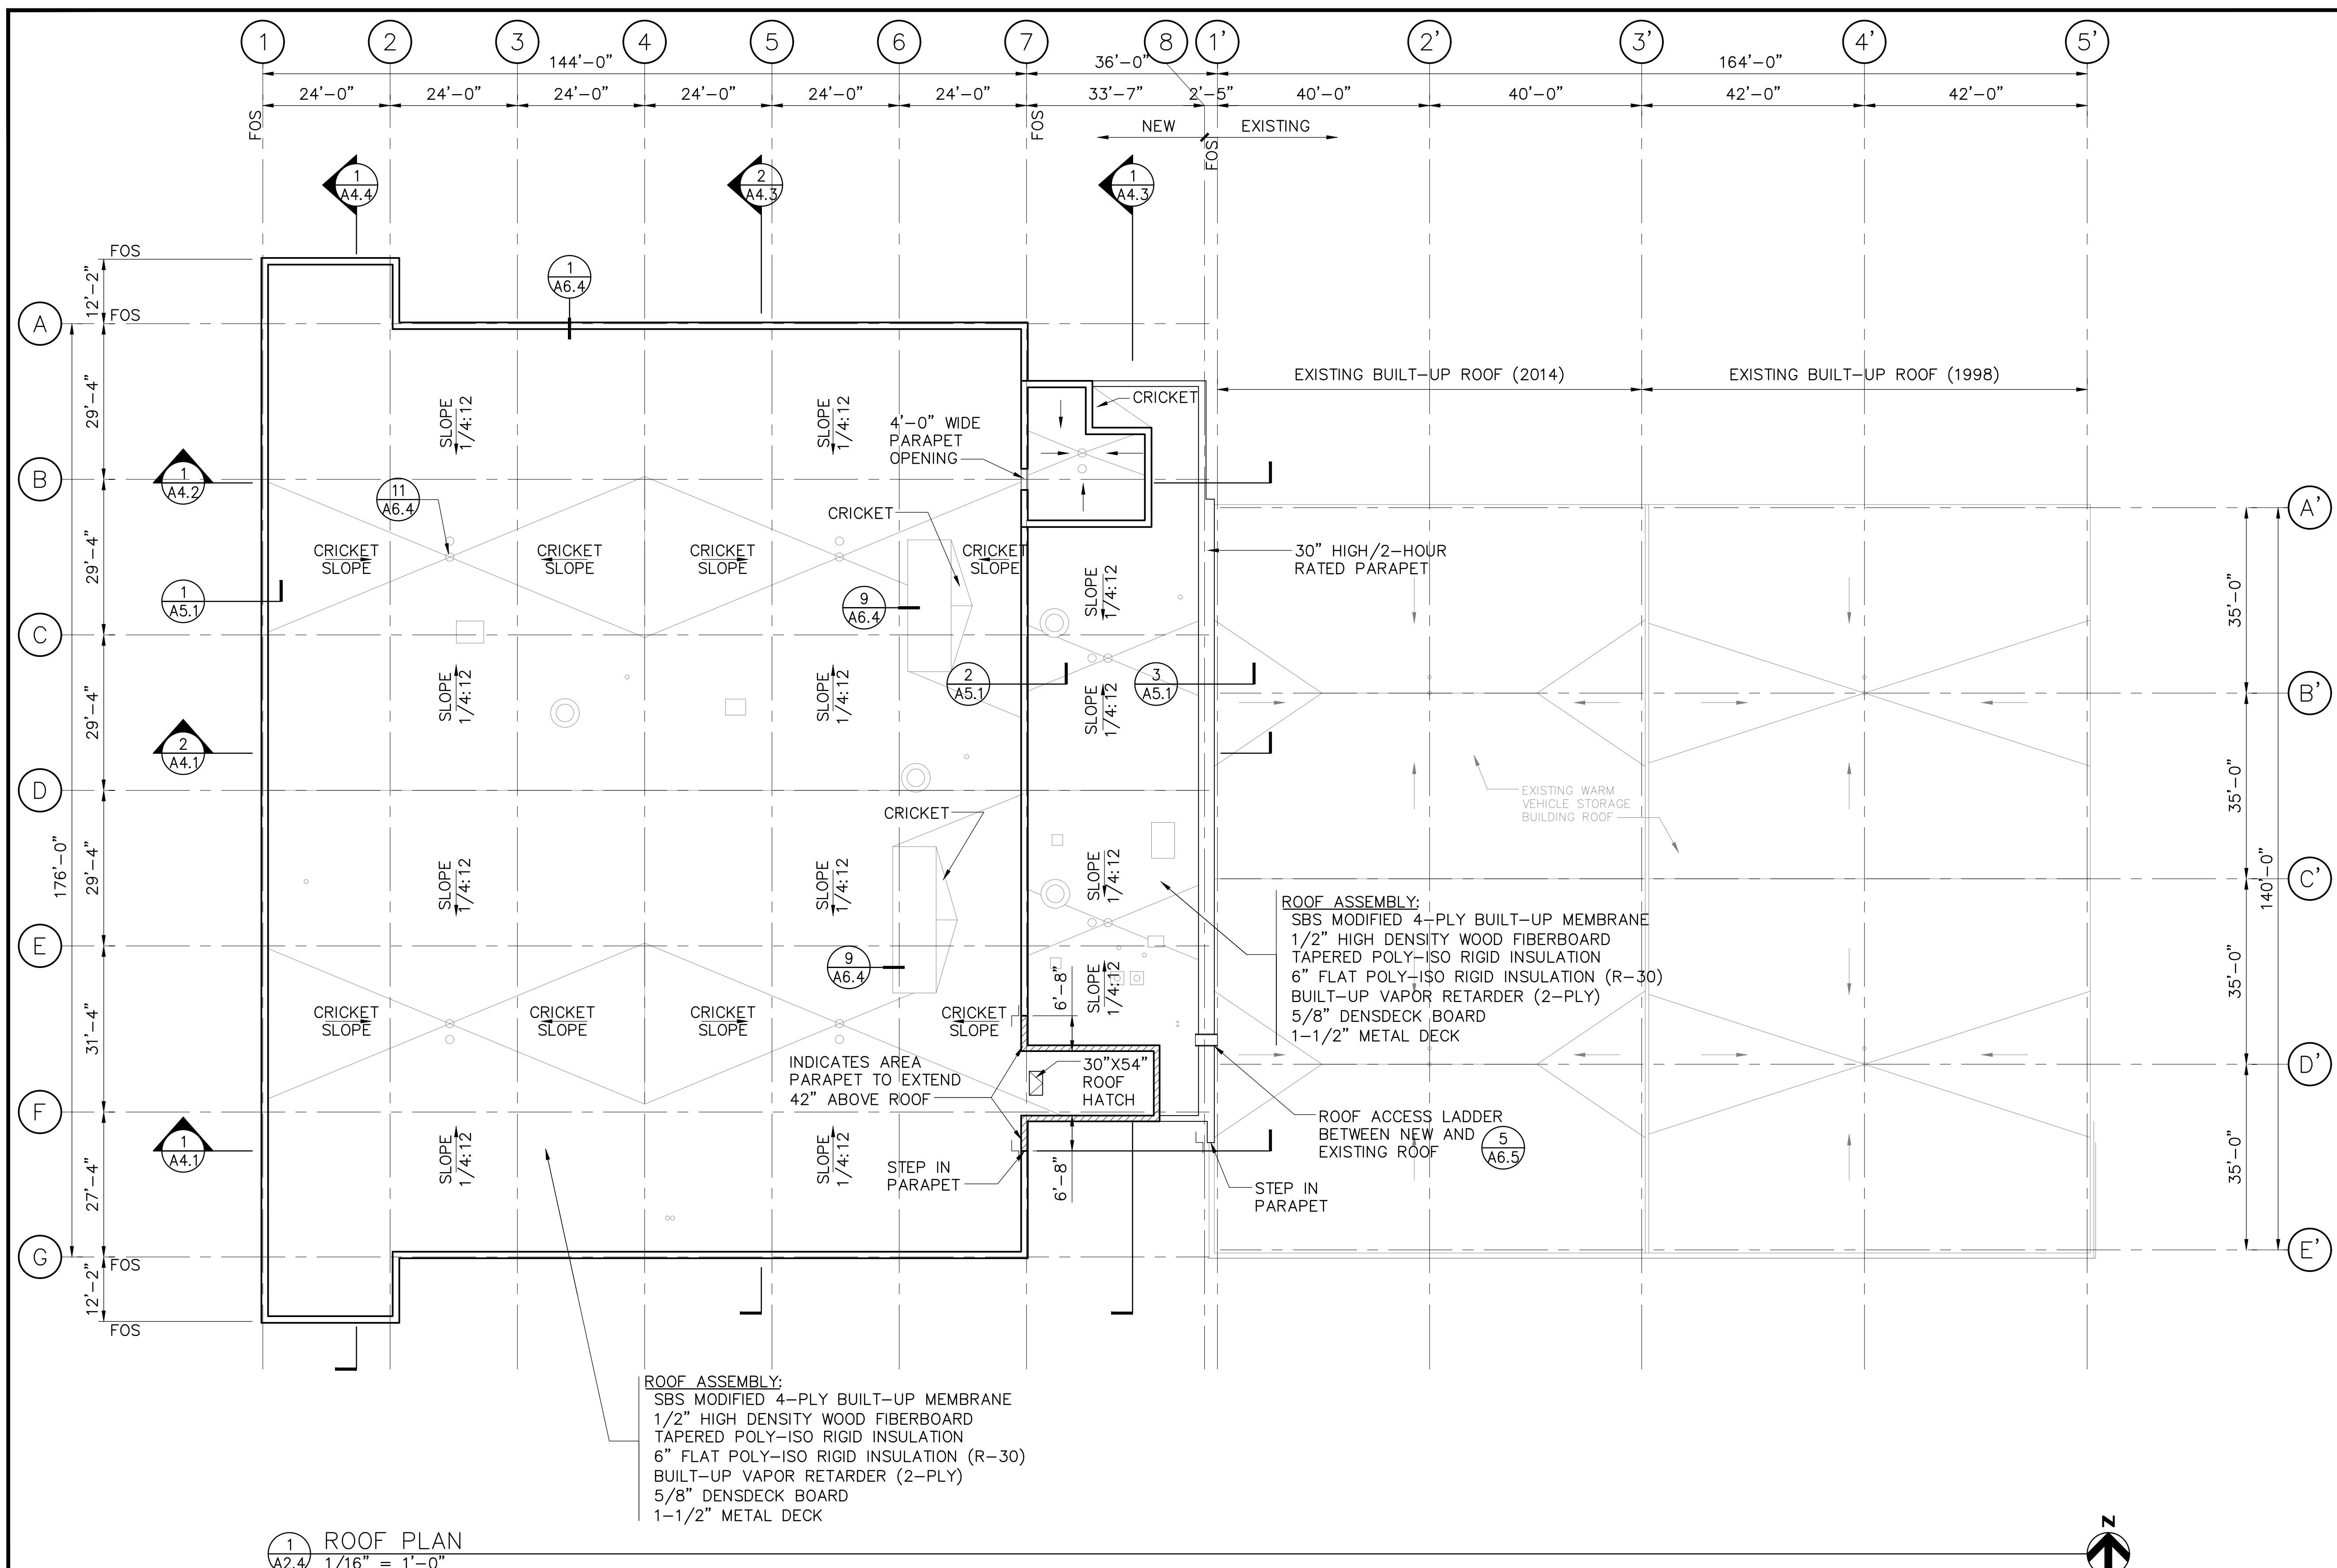 1 2 3 4 5 6 7 8 1' 2' 3' 4' 5'
144'-0" 36'-0" 164'-0"
24'-0" 24'-0" 24'-0" 24'-0" 24'-0" 24'-0" 33'-7" 2'-5" 40'-0" 40'-0" 42'-0" 42'-0"
FOS FOS FOS
NEW EXISTING
1
A4.4
2
A4.3
1
A4.3
FOS
12'-2"
FOS
1
A6.4
A
29'-4"
B
29'-4"
C
29'-4"
D
29'-4"
E
31'-4"
F
27'-4"
G
176'-0"
FOS
12'-2"
FOS
EXISTING BUILT-UP ROOF (2014)
EXISTING BUILT-UP ROOF (1998)
SLOPE
1/4:12
SLOPE
1/4:12
4'-0" WIDE
PARAPET
OPENING
CRICKET
1
A4.2
11
A6.4
CRICKET
CRICKET
SLOPE
CRICKET
SLOPE
CRICKET
SLOPE
CRICKET
SLOPE
30" HIGH/2-HOUR
RATED PARAPET
1
A5.1
9
A6.4
SLOPE
1/4:12
2
A5.1
3
A5.1
SLOPE
1/4:12
SLOPE
1/4:12
SLOPE
1/4:12
2
A4.1
EXISTING WARM
VEHICLE STORAGE
BUILDING ROOF
CRICKET
SLOPE
1/4:12
SLOPE
1/4:12
SLOPE
1/4:12
ROOF ASSEMBLY:
SBS MODIFIED 4-PLY BUILT-UP MEMBRANE
1/2" HIGH DENSITY WOOD FIBERBOARD
TAPERED POLY-ISO RIGID INSULATION
6" FLAT POLY-ISO RIGID INSULATION (R-30)
BUILT-UP VAPOR RETARDER (2-PLY)
5/8" DENSDECK BOARD
1-1/2" METAL DECK
9
A6.4
6'-8"
SLOPE
1/4:12
CRICKET
SLOPE
CRICKET
SLOPE
CRICKET
SLOPE
CRICKET
SLOPE
INDICATES AREA
PARAPET TO EXTEND
42" ABOVE ROOF
30"X54"
ROOF
HATCH
ROOF ACCESS LADDER
BETWEEN NEW AND
EXISTING ROOF
5
A6.5
1
A4.1
SLOPE
1/4:12
SLOPE
1/4:12
STEP IN
PARAPET
6'-8"
STEP IN
PARAPET
A'
35'-0"
B'
35'-0"
C'
140'-0"
35'-0"
D'
35'-0"
E'
ROOF ASSEMBLY:
SBS MODIFIED 4-PLY BUILT-UP MEMBRANE
1/2" HIGH DENSITY WOOD FIBERBOARD
TAPERED POLY-ISO RIGID INSULATION
6" FLAT POLY-ISO RIGID INSULATION (R-30)
BUILT-UP VAPOR RETARDER (2-PLY)
5/8" DENSDECK BOARD
1-1/2" METAL DECK
1
A2.4
ROOF PLAN
1/16" = 1'-0"
N